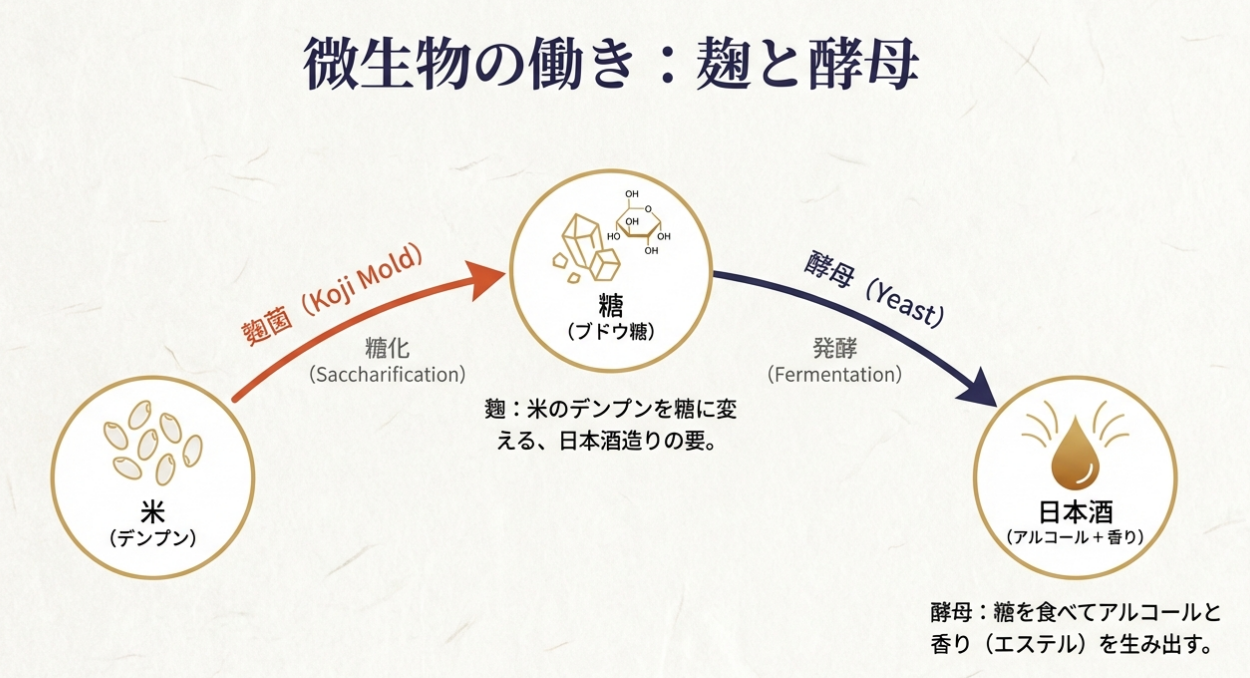 微生物の働き：麹と酵母
OH
O
OH
HO
OH
OH
糖
（ブドウ糖）
麹菌（Koji Mold）
糖化
（Saccharification）
酵母（Yeast）
発酵
（Fermentation）
麹：米のデンプンを糖に変
える、日本酒造りの要。
米
（デンプン）
日本酒
（アルコール＋香り）
酵母：糖を食べてアルコールと
香り（エステル）を生み出す。